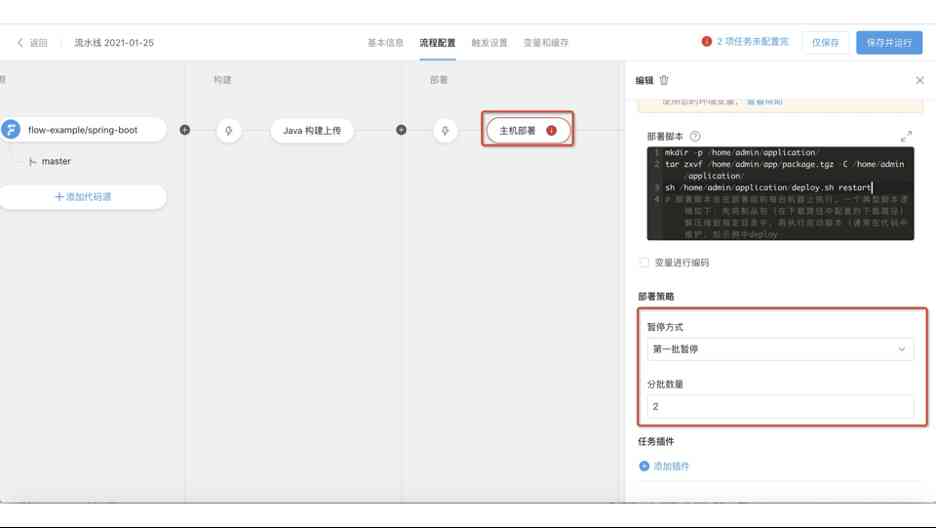 返回
流水线 2021-01-25
基本信息
流程配置
触发设置
变量和缓存
2 项任务未配置完
仅保存
保存并运行
源
构建
部署
flow-example/spring-boot
master
添加代码源
Java 构建上传
主机部署
编辑
使用您的环境变量，查看帮助
部署脚本
1 mkdir -p /home/admin/application/
2 tar zxvf /home/admin/app/package.tgz -C /home/admin
/application/
3 sh /home/admin/application/deploy.sh restart
4 # 部署脚本会在部署组的每台机器上执行。一个典型脚本逻
辑如下：先将制品包（在下载路径中配置的下载路径）
解压缩到指定目录中，再执行启动脚本（通常在代码中
维护，如示例中deploy
变量进行编码
部署策略
暂停方式
第一批暂停
分批数量
2
任务插件
添加插件